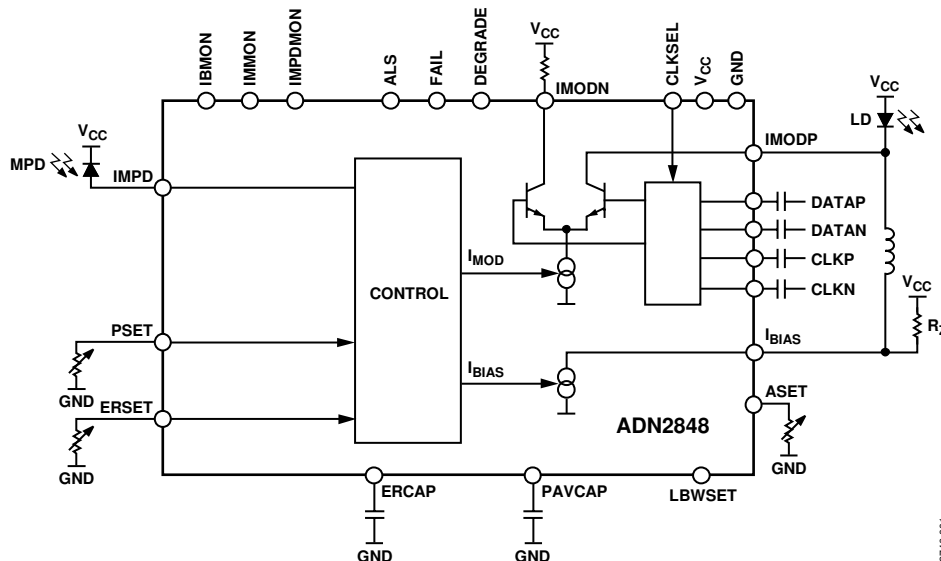 IBMON
IMMON
IMPDMON
ALS
FAIL
DEGRADE
VCC
IMODN
CLKSEL
VCC
GND
VCC
LD
IMODP
VCC
MPD
IMPD
DATAP
DATAN
CLKP
CLKN
IMOD
CONTROL
VCC
PSET
GND
IBIAS
IBIAS
ASET
ERSET
GND
ADN2848
GND
ERCAP
PAVCAP
LBWSET
GND
GND